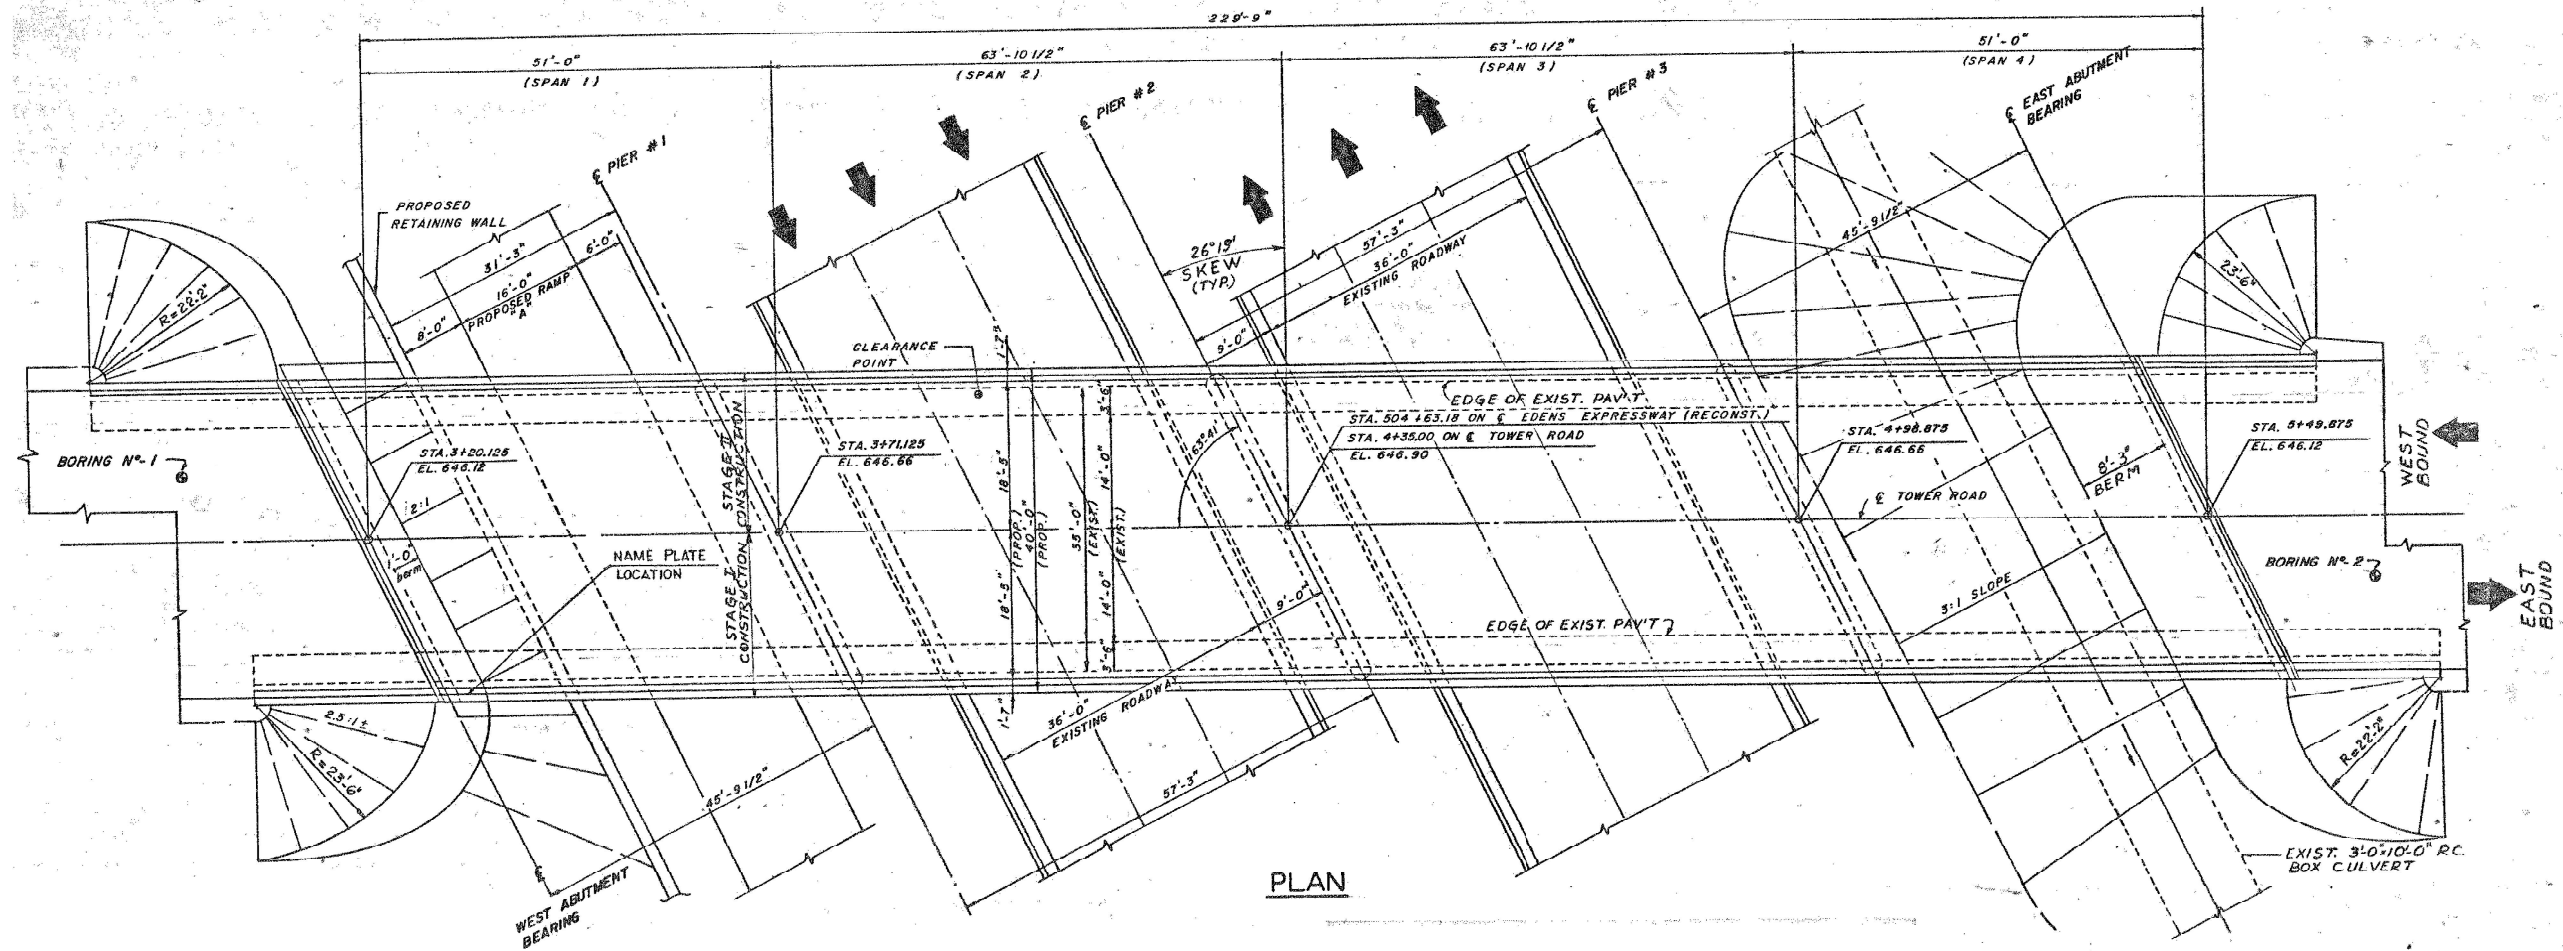 229'-9"
51'-0"
(SPAN 1)
63'-10 1/2"
(SPAN 2)
63'-10 1/2"
(SPAN 3)
51'-0"
(SPAN 4)
℄ PIER #1
℄ PIER #2
℄ PIER #3
℄ EAST ABUTMENT
BEARING
PROPOSED
RETAINING WALL
31'-3"
6'-0"
16'-0"
PROPOSED RAMP
"A"
8'-0"
R=22'-2"
26°19'
SKEW
(TYP.)
57'-3"
36'-0"
EXISTING ROADWAY
9'-0"
45'-9 1/2"
23'-6"
CLEARANCE
POINT
1'-7"
3'-6"
EDGE OF EXIST. PAV'T
STA. 504+63.18 ON ℄ EDENS EXPRESSWAY (RECONST.)
STA. 4+35.00 ON ℄ TOWER ROAD
EL. 646.90
63°41'
STA. 3+20.125
EL. 646.12
STA. 3+71.125
EL. 646.66
STA. 4+98.875
EL. 646.66
STA. 5+49.875
EL. 646.12
BORING Nº-1
WEST
BOUND
8'-3"
BERM
℄ TOWER ROAD
2:1
1'-0
berm
STAGE II
CONSTRUCTION
STAGE I
CONSTRUCTION
18'-5"
18'-5"
(PROP.)
40'-0"
(PROP.)
35'-0"
(EXIST.)
14'-0"
14'-0"
(EXIST.)
3'-6"
1'-7"
NAME PLATE
LOCATION
9'-0"
3:1 SLOPE
BORING Nº-2
EAST
BOUND
EDGE OF EXIST. PAV'T
36'-0"
EXISTING ROADWAY
2.5:1±
R=23'-6"
45'-9 1/2"
57'-3"
R=22'-2"
℄
WEST ABUTMENT
BEARING
EXIST. 3'-0"x10'-0" R.C.
BOX CULVERT
PLAN